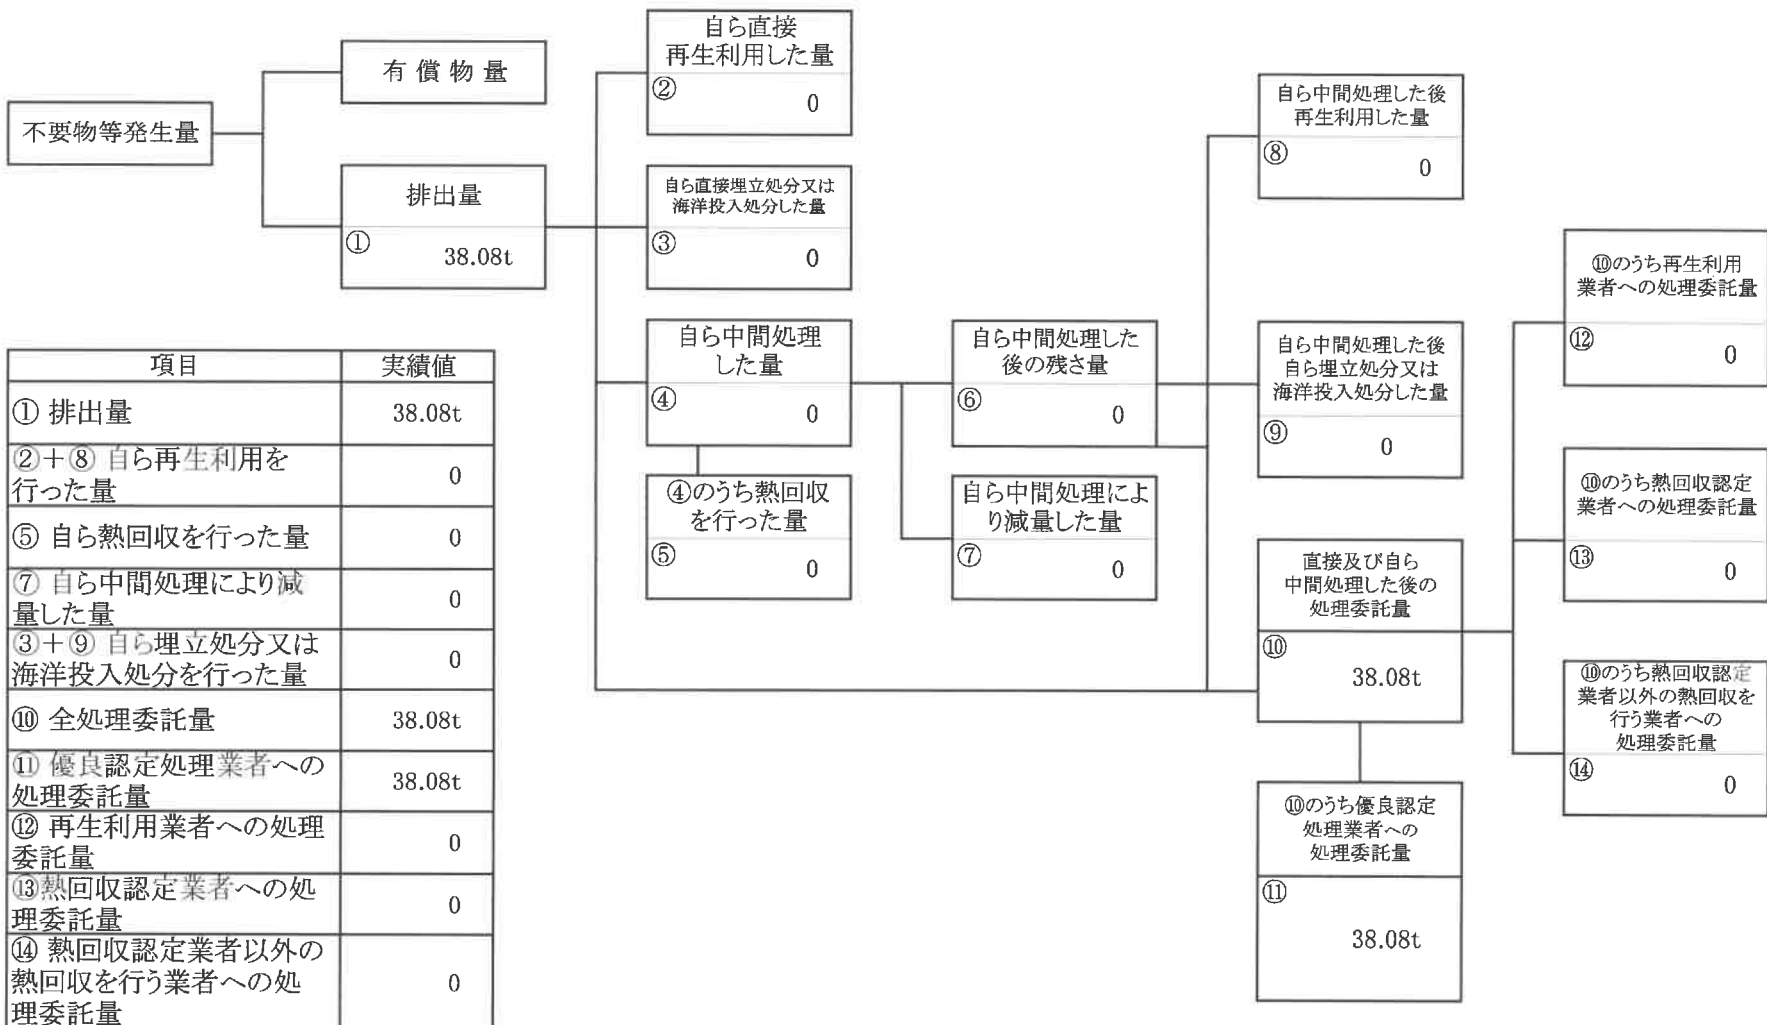 不要物等発生量
有償物量
排出量
①
38.08t
自ら直接
再生利用した量
②
0
自ら直接埋立処分又は
海洋投入処分した量
③
0
自ら中間処理
した量
④
0
④のうち熱回収
を行った量
⑤
0
自ら中間処理した
後の残さ量
⑥
0
自ら中間処理によ
り減量した量
⑦
0
自ら中間処理した後
再生利用した量
⑧
0
自ら中間処理した後
自ら埋立処分又は
海洋投入処分した量
⑨
0
直接及び自ら
中間処理した後の
処理委託量
⑩
38.08t
⑩のうち優良認定
処理業者への
処理委託量
⑪
38.08t
⑩のうち再生利用
業者への処理委託量
⑫
0
⑩のうち熱回収認定
業者への処理委託量
⑬
0
⑩のうち熱回収認定
業者以外の熱回収を
行う業者への
処理委託量
⑭
0
項目 実績値
① 排出量 38.08t
②+⑧ 自ら再生利用を
行った量 0
⑤ 自ら熱回収を行った量 0
⑦ 自ら中間処理により減
量した量 0
③+⑨ 自ら埋立処分又は
海洋投入処分を行った量 0
⑩ 全処理委託量 38.08t
⑪ 優良認定処理業者への
処理委託量 38.08t
⑫ 再生利用業者への処理
委託量 0
⑬熱回収認定業者への処
理委託量 0
⑭ 熱回収認定業者以外の
熱回収を行う業者への処
理委託量 0